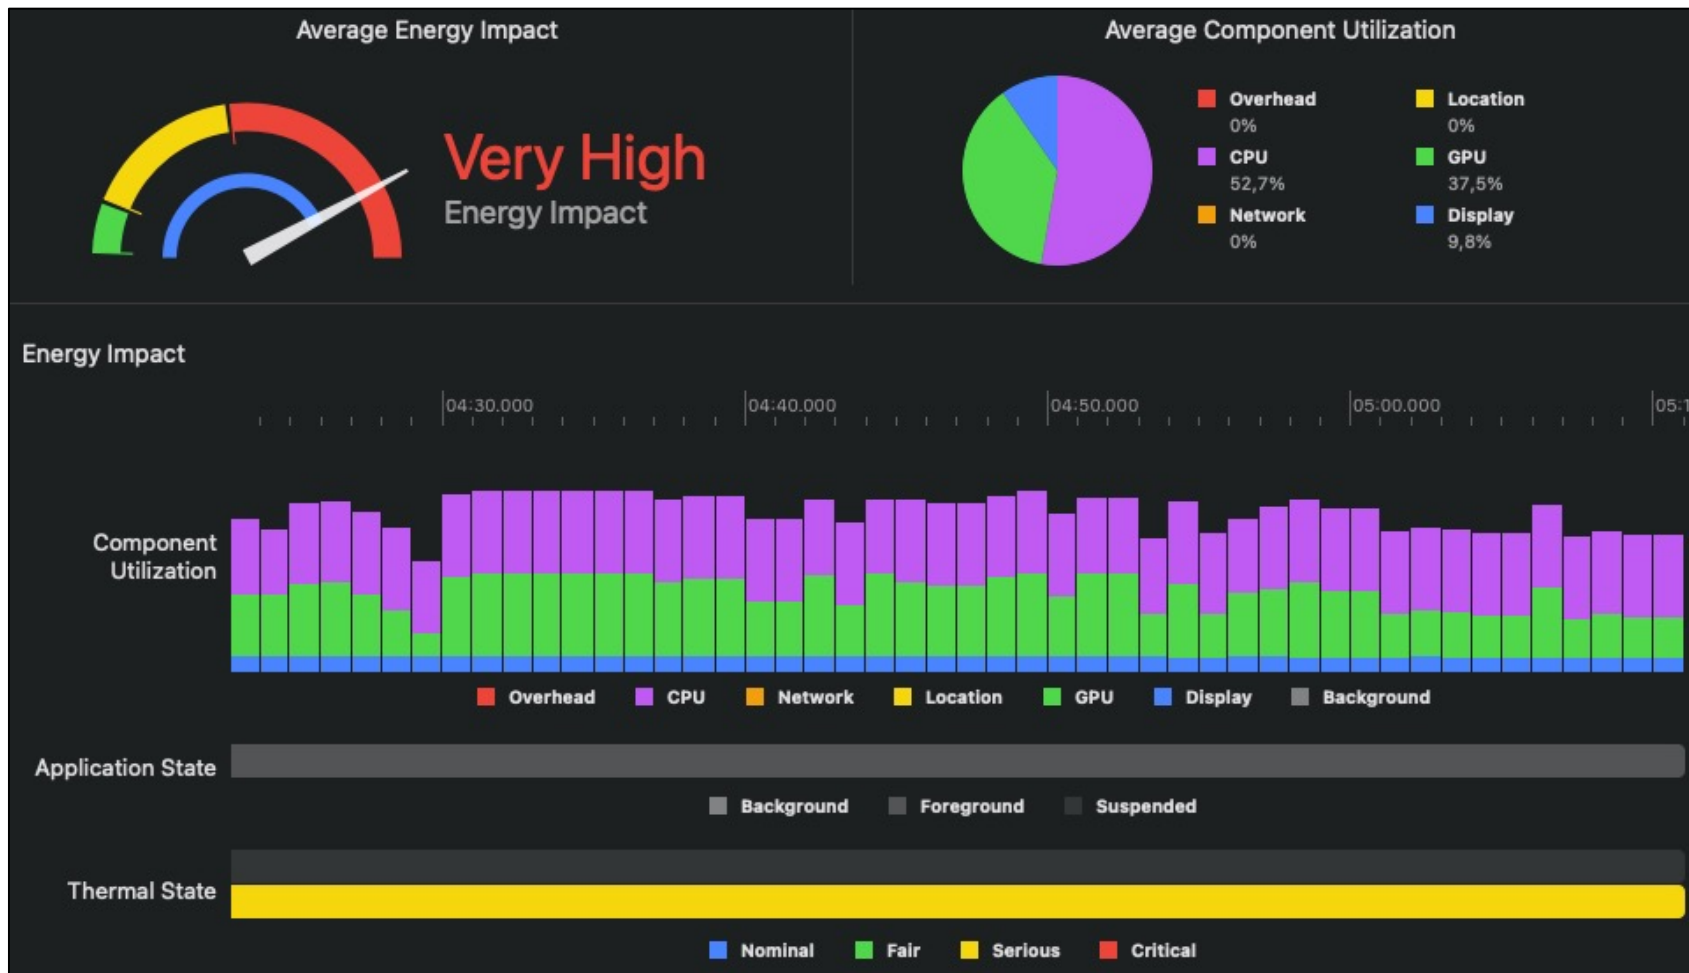 Average Energy Impact
Average Component Utilization
Very High
Energy Impact
Overhead
0%
Location
0%
CPU
52,7%
GPU
37,5%
Network
0%
Display
9,8%
Energy Impact
04:30.000 04:40.000 04:50.000 05:00.000 05:1
Component
Utilization
Overhead CPU Network Location GPU Display Background
Application State
Background Foreground Suspended
Thermal State
Nominal Fair Serious Critical